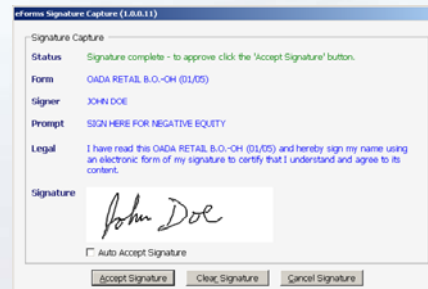 eforms Signature Capture (1.0.0.11)
Signature Capture
Status Signature complete - to approve click the 'Accept Signature' button.
Form OADA RETAIL B.O.-OH (01/05)
Signer JOHN DOE
Prompt SIGN HERE FOR NEGATIVE EQUITY
Legal I have read this OADA RETAIL B.O.-OH (01/05) and hereby sign my name using
an electronic form of my signature to certify that I understand and agree to its
content.
Signature John Doe
Auto Accept Signature
Accept Signature Clear Signature Cancel Signature